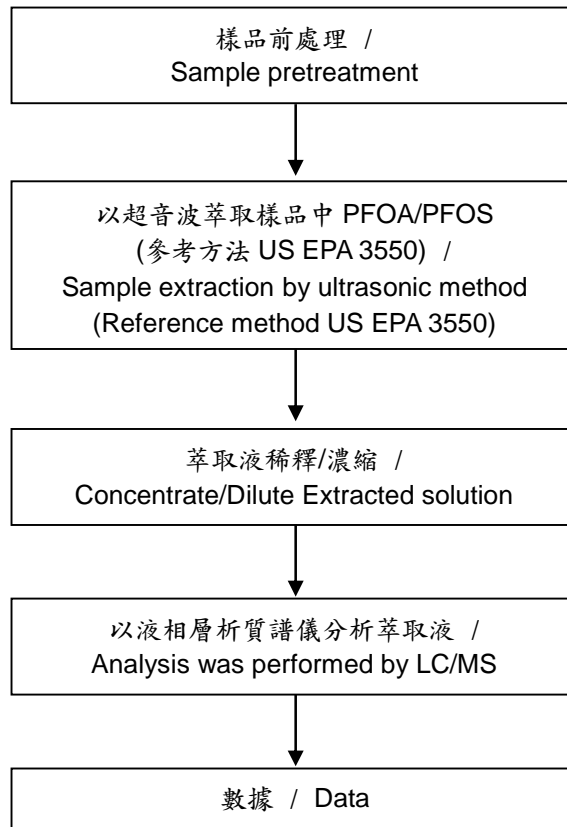 樣品前處理 /
Sample pretreatment
以超音波萃取樣品中 PFOA/PFOS
(參考方法 US EPA 3550) /
Sample extraction by ultrasonic method
(Reference method US EPA 3550)
萃取液稀釋/濃縮 /
Concentrate/Dilute Extracted solution
以液相層析質譜儀分析萃取液 /
Analysis was performed by LC/MS
數據 / Data